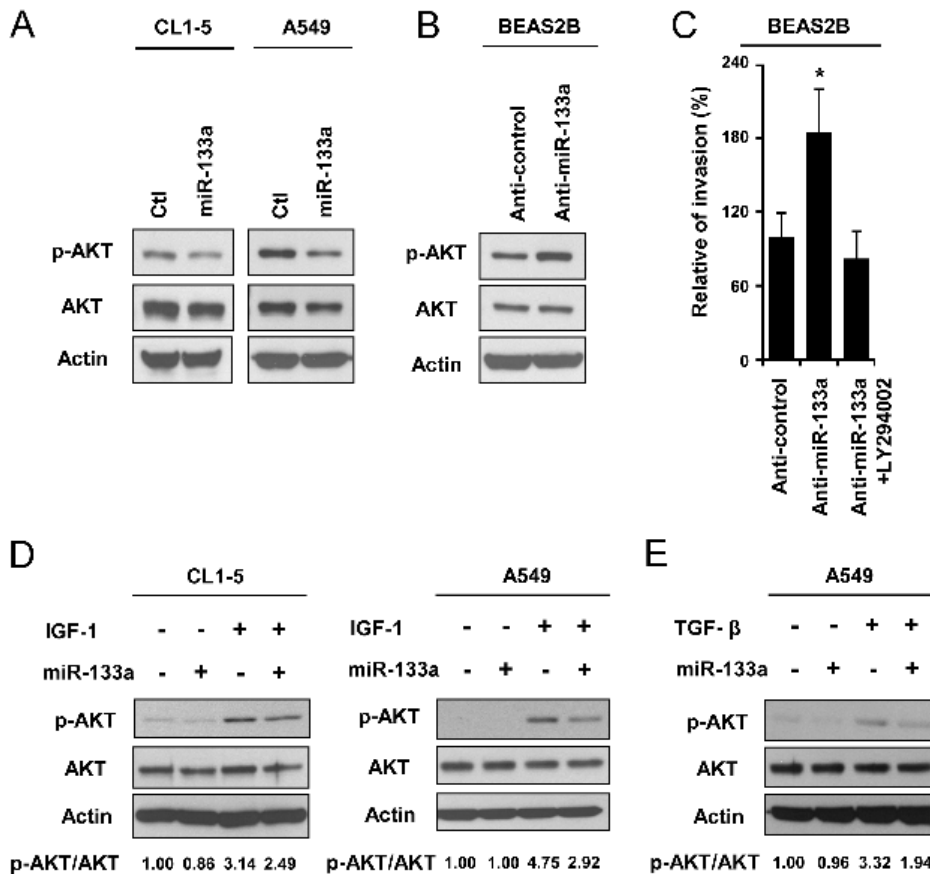 A
CL1-5
A549
Ctl
miR-133a
Ctl
miR-133a
p-AKT
AKT
Actin
B
BEAS2B
Anti-control
Anti-miR-133a
p-AKT
AKT
Actin
C
BEAS2B
Relative of invasion (%)
240
180
120
60
0
*
Anti-control
Anti-miR-133a
Anti-miR-133a
+LY294002
D
CL1-5
IGF-1 - - + +
miR-133a - + - +
p-AKT
AKT
Actin
p-AKT/AKT 1.00 0.86 3.14 2.49
A549
IGF-1 - - + +
miR-133a - + - +
p-AKT
AKT
Actin
p-AKT/AKT 1.00 1.00 4.75 2.92
E
A549
TGF-β - - + +
miR-133a - + - +
p-AKT
AKT
Actin
p-AKT/AKT 1.00 0.96 3.32 1.94